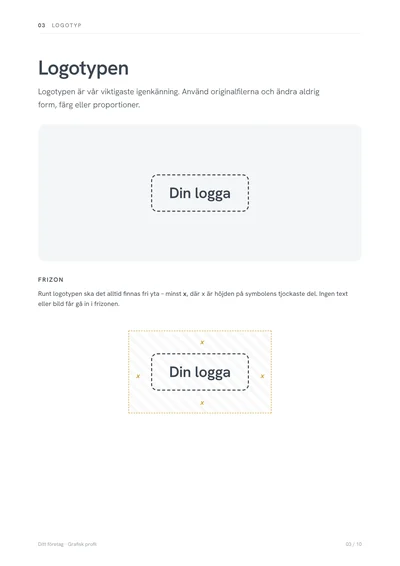 03 LOGOTYP
Logotypen
Logotypen är vår viktigaste igenkänning. Använd originalfilerna och ändra aldrig
form, färg eller proportioner.
Din logga
FRIZON
Runt logotypen ska det alltid finnas fri yta – minst x, där x är höjden på symbolens tjockaste del. Ingen text
eller bild får gå in i frizonen.
x
x Din logga x
x
Ditt företag · Grafisk profil
03 / 10